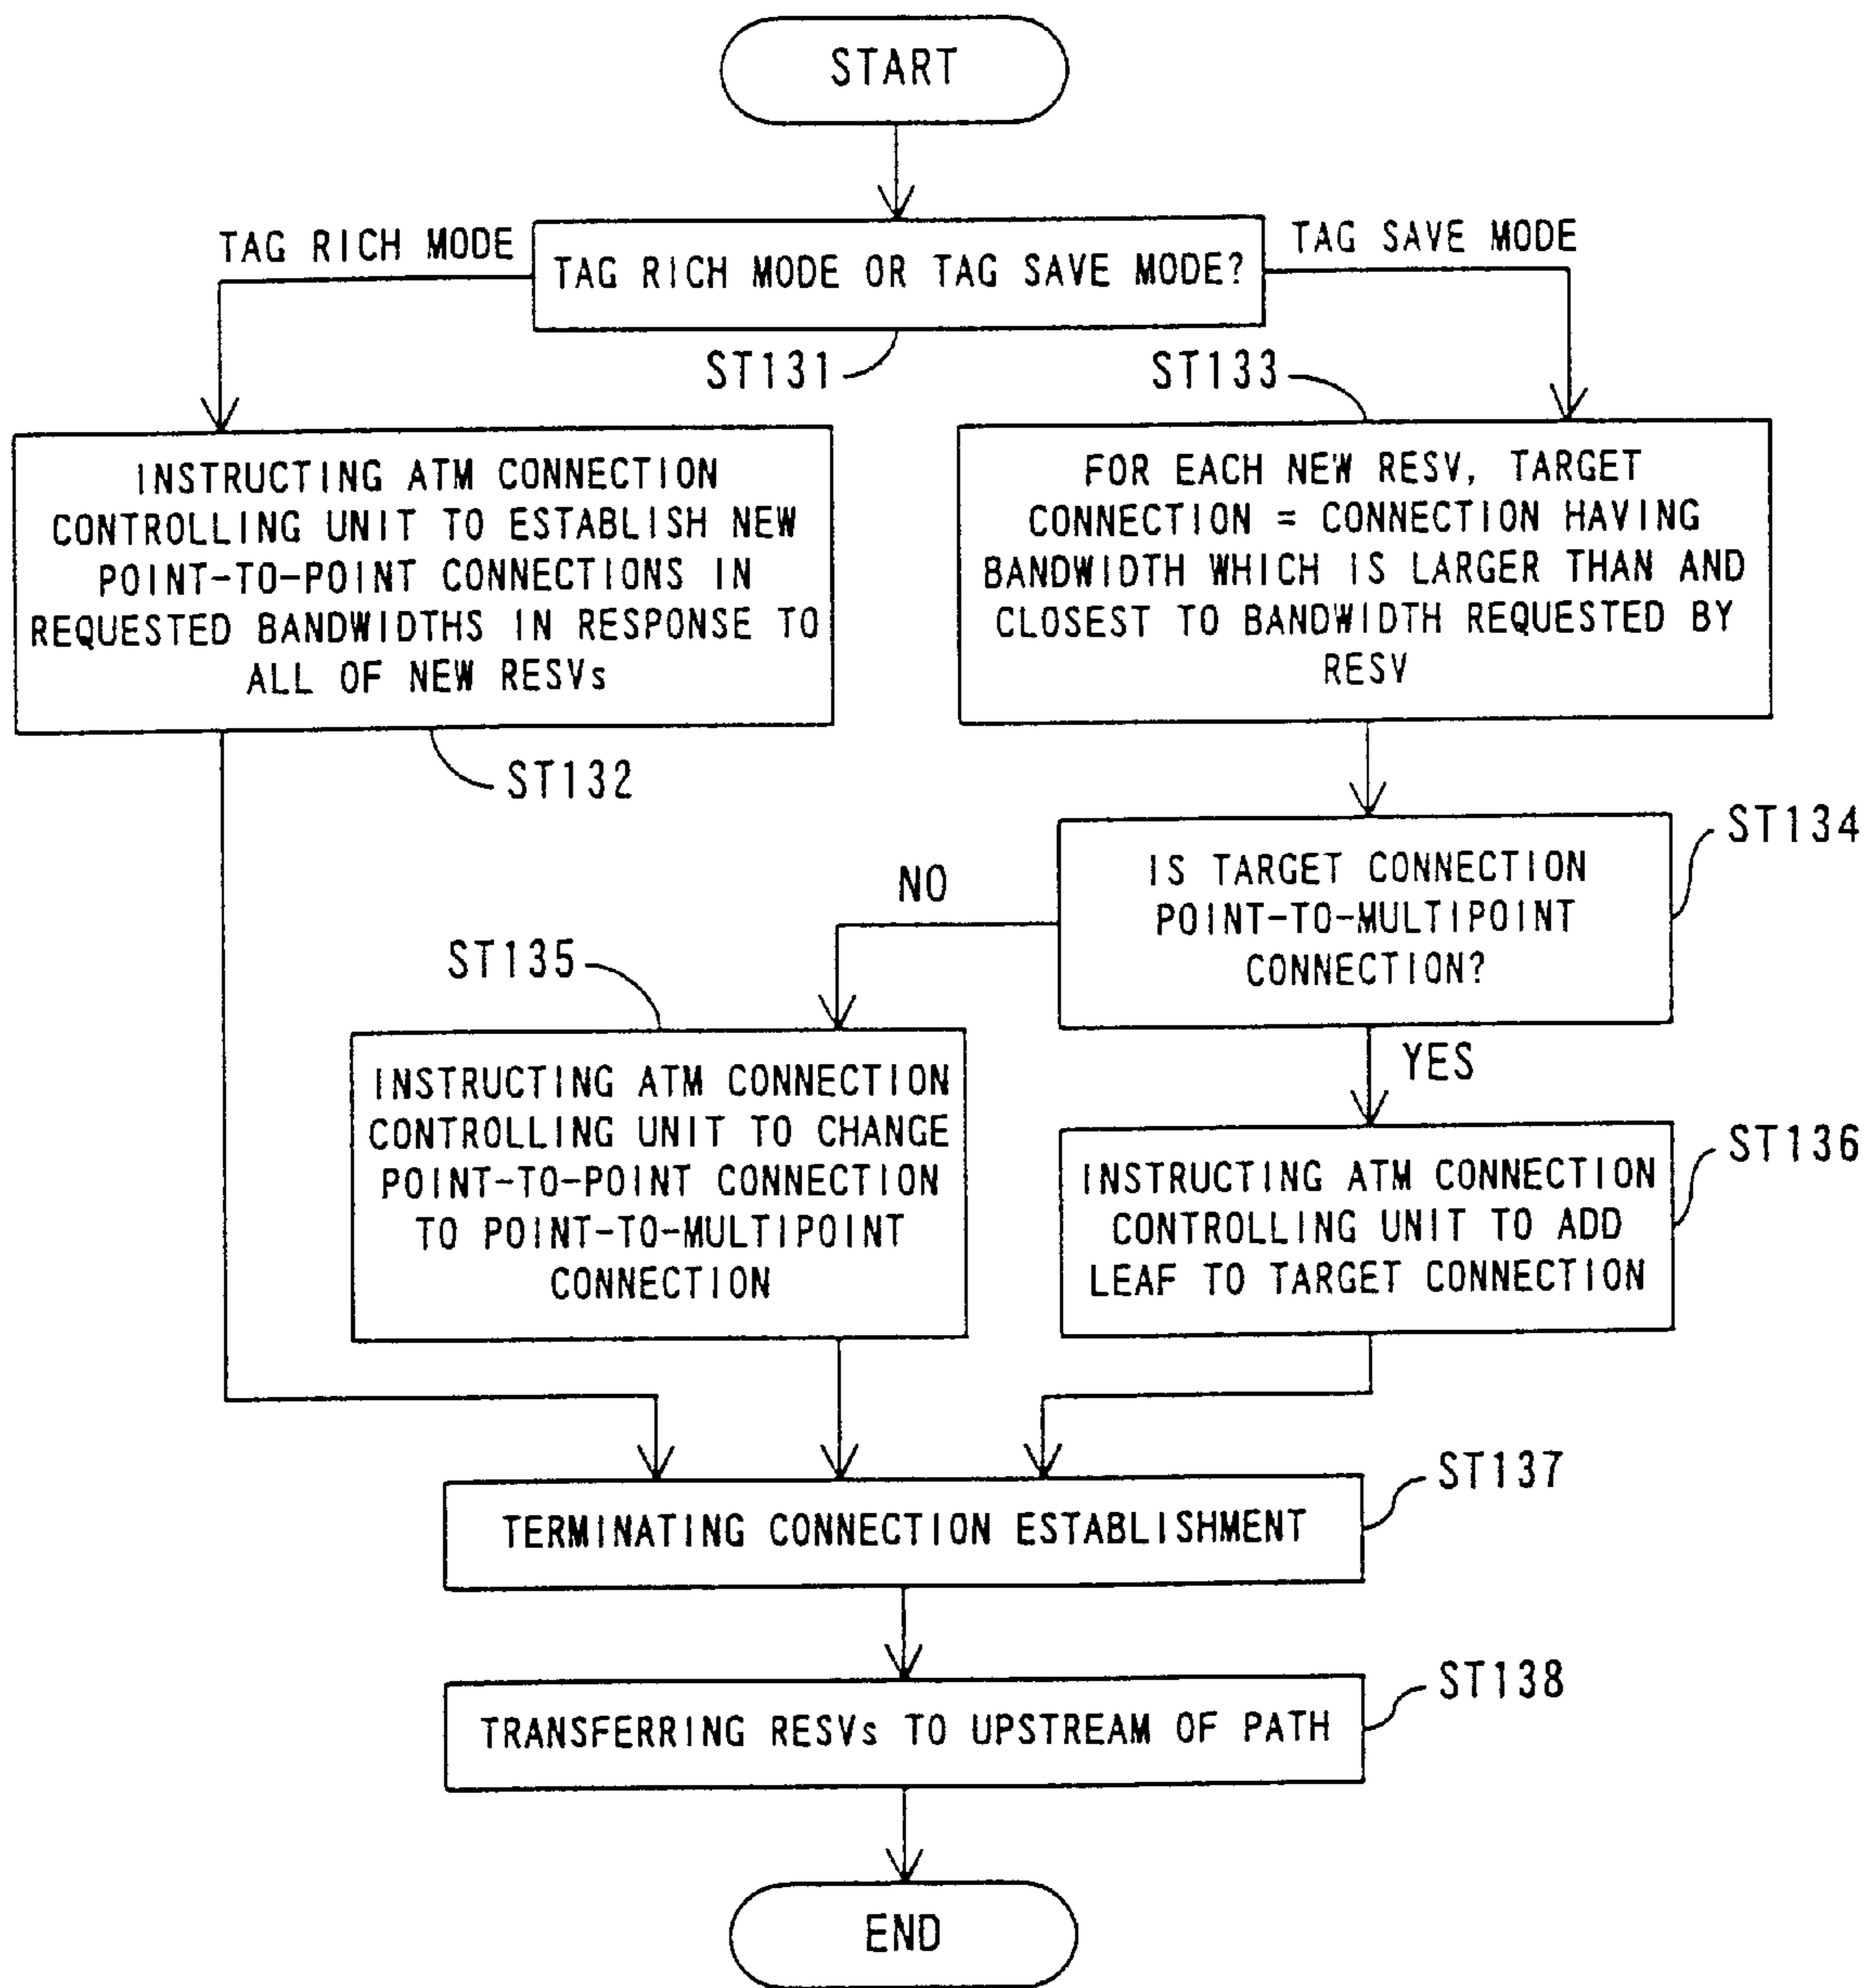 START
TAG RICH MODE
TAG RICH MODE OR TAG SAVE MODE?
TAG SAVE MODE
ST131
ST133
INSTRUCTING ATM CONNECTION
CONTROLLING UNIT TO ESTABLISH NEW
POINT-TO-POINT CONNECTIONS IN
REQUESTED BANDWIDTHS IN RESPONSE TO
ALL OF NEW RESVs
ST132
FOR EACH NEW RESV, TARGET
CONNECTION = CONNECTION HAVING
BANDWIDTH WHICH IS LARGER THAN AND
CLOSEST TO BANDWIDTH REQUESTED BY
RESV
ST134
IS TARGET CONNECTION
POINT-TO-MULTIPOINT
CONNECTION?
NO
YES
ST135
INSTRUCTING ATM CONNECTION
CONTROLLING UNIT TO CHANGE
POINT-TO-POINT CONNECTION
TO POINT-TO-MULTIPOINT
CONNECTION
ST136
INSTRUCTING ATM CONNECTION
CONTROLLING UNIT TO ADD
LEAF TO TARGET CONNECTION
ST137
TERMINATING CONNECTION ESTABLISHMENT
ST138
TRANSFERRING RESVs TO UPSTREAM OF PATH
END